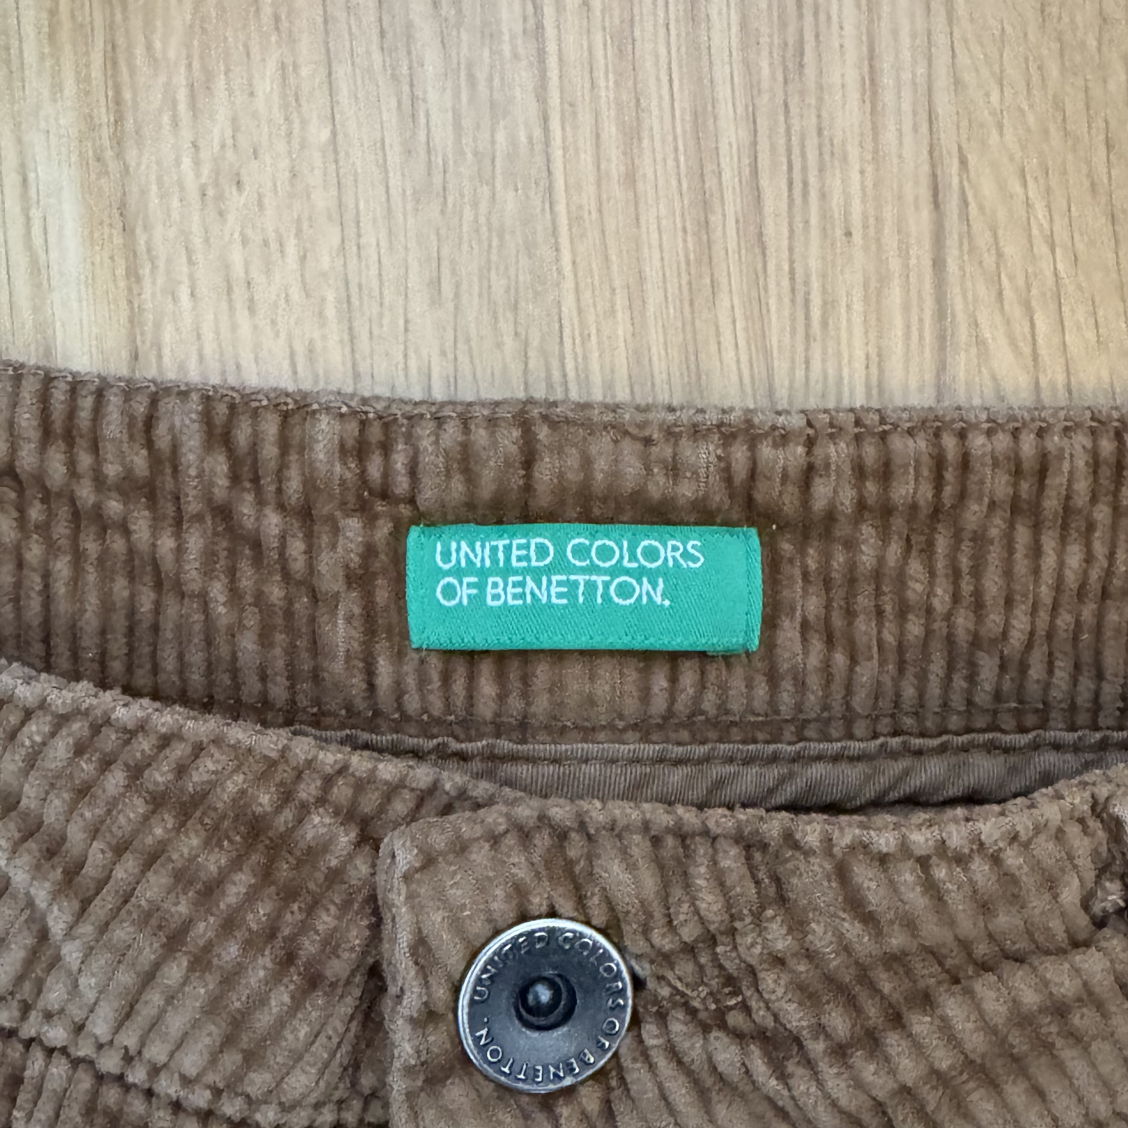 UNITED COLORS
OF BENETTON.
UNITED COLORS OF BENETTON.